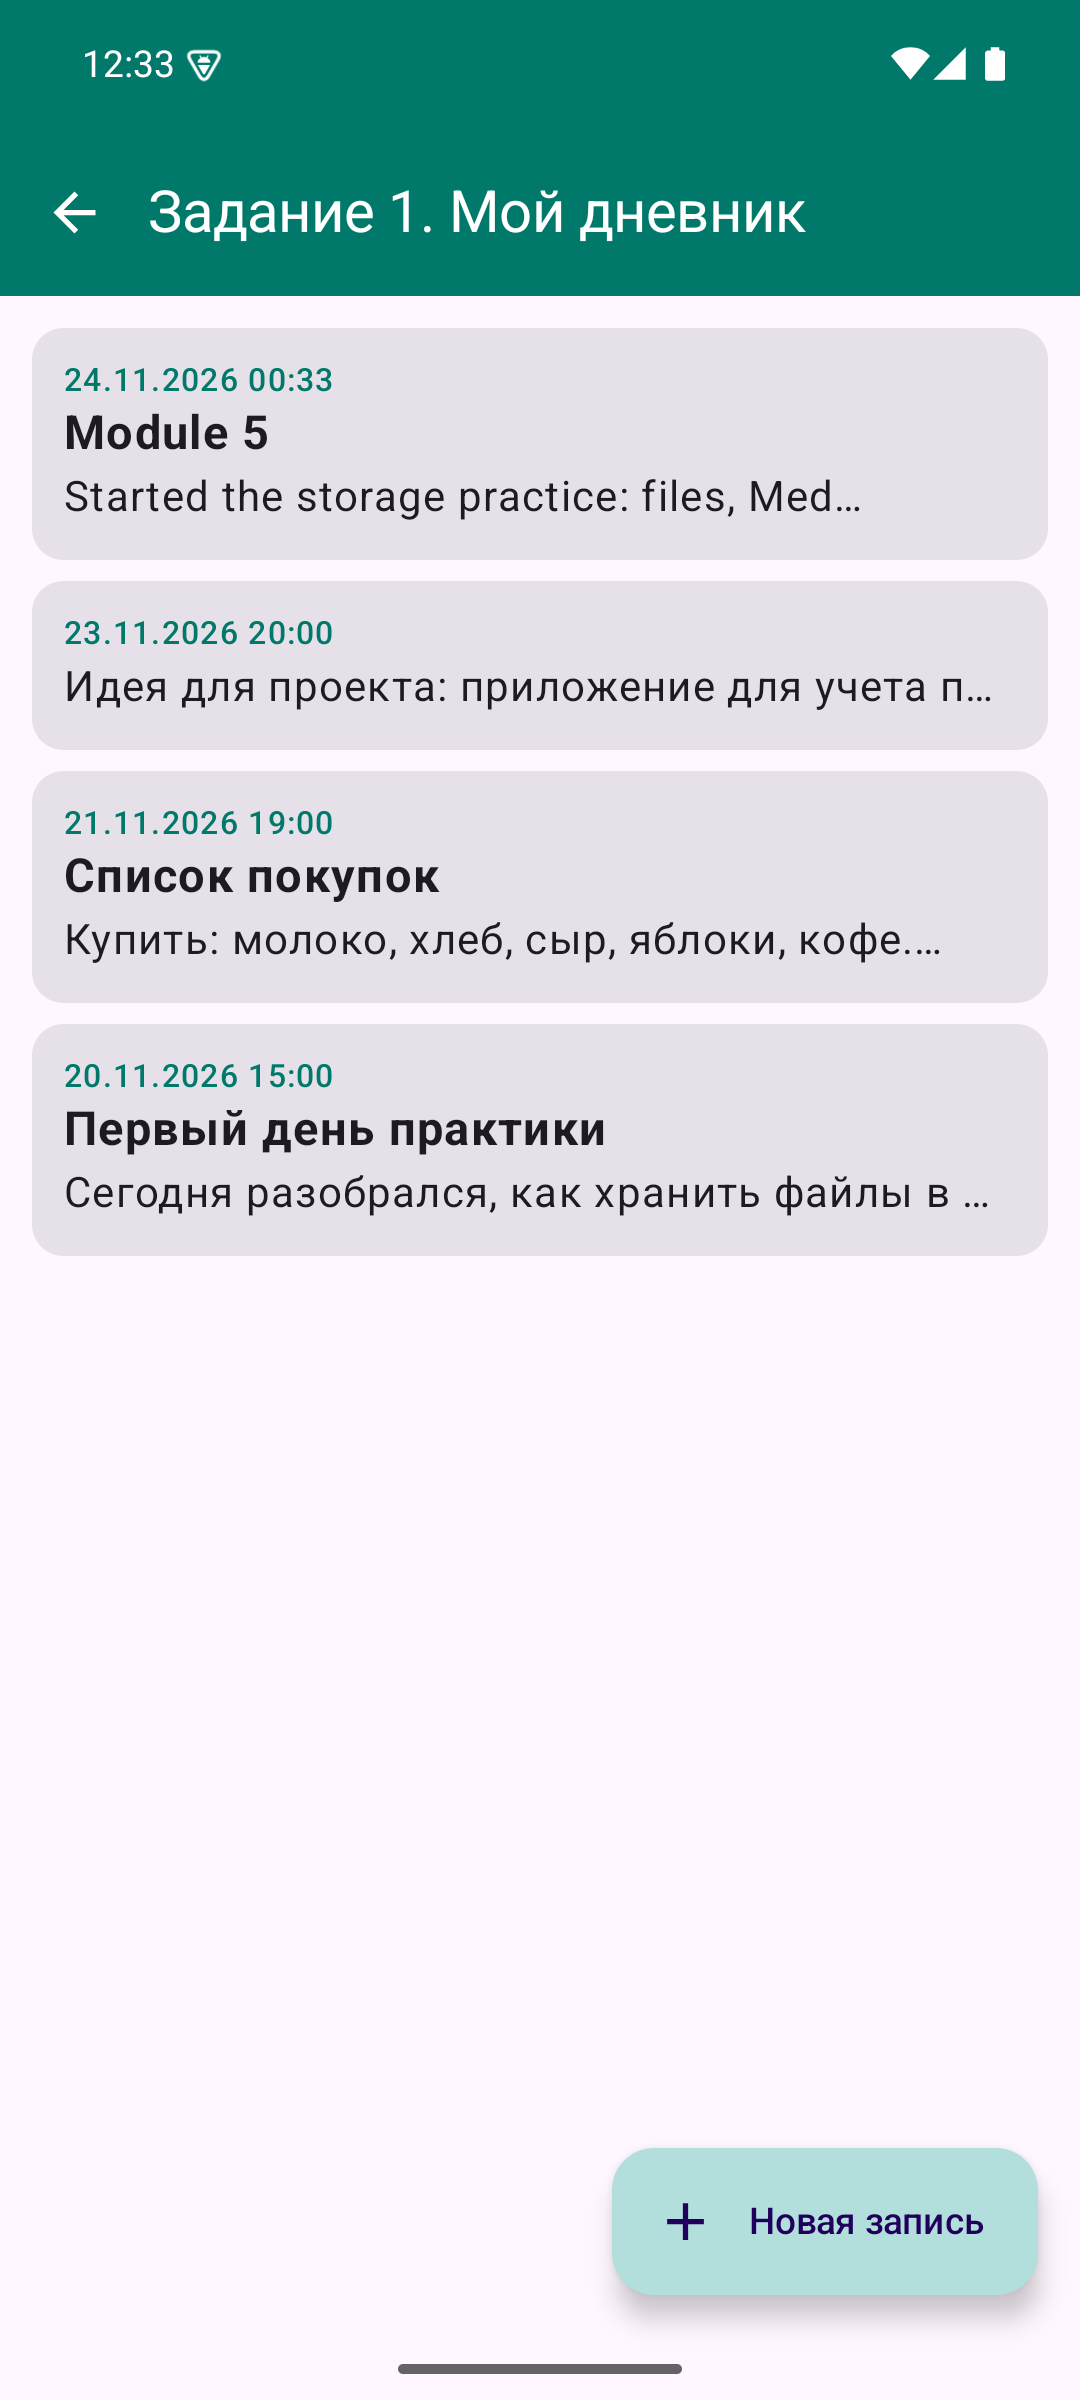 12:33
Задание 1. Мой дневник
24.11.2026 00:33
Module 5
Started the storage practice: files, Med…
23.11.2026 20:00
Идея для проекта: приложение для учета п…
21.11.2026 19:00
Список покупок
Купить: молоко, хлеб, сыр, яблоки, кофе.…
20.11.2026 15:00
Первый день практики
Сегодня разобрался, как хранить файлы в …
Новая запись